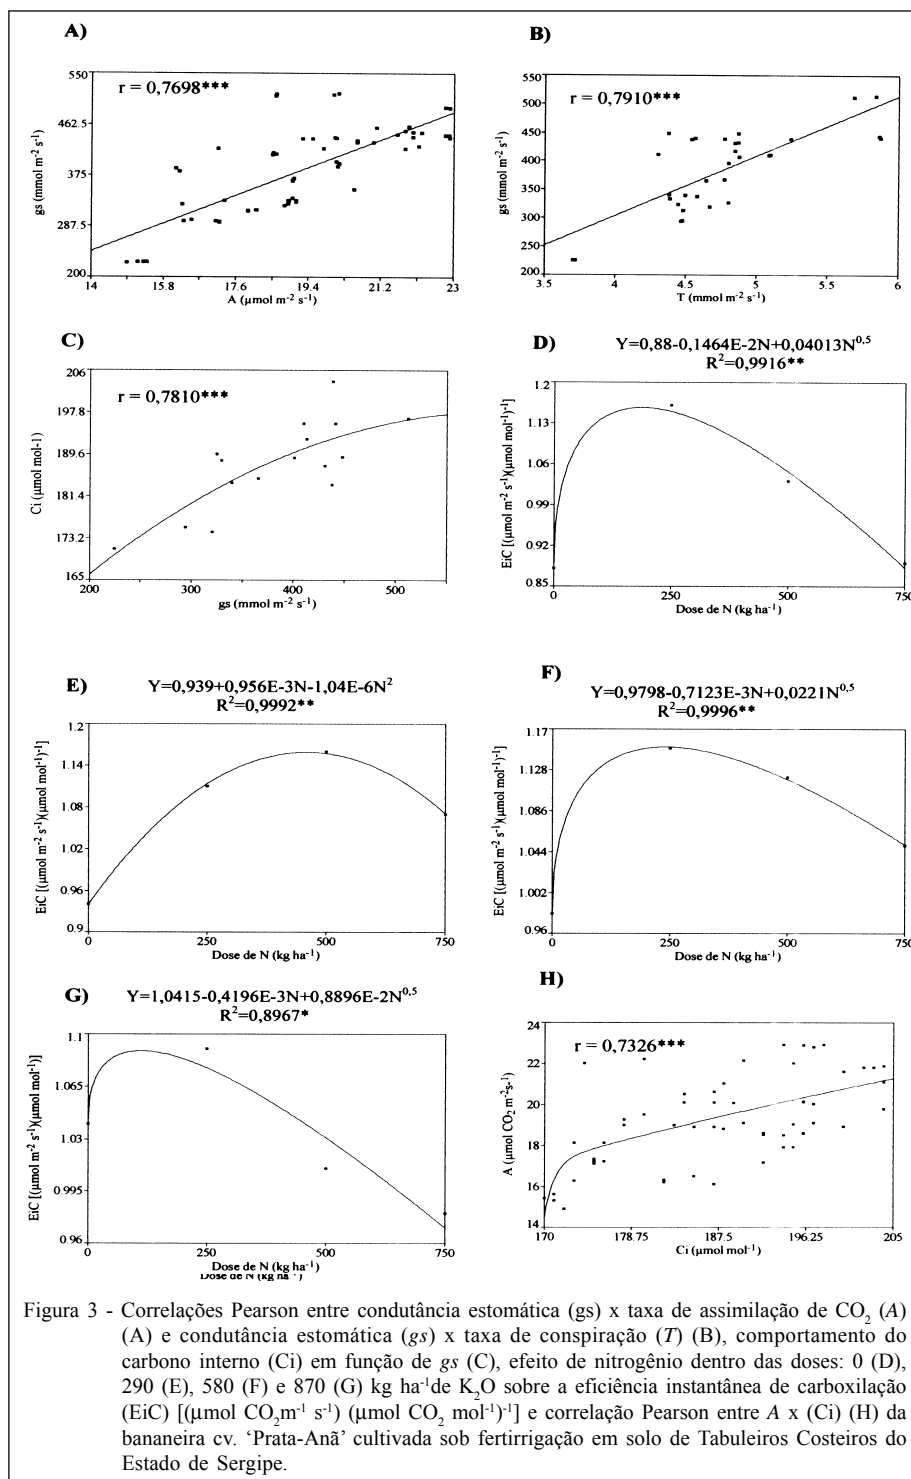 A)
r = 0,7698***
gs (mmol m-2 s-1)
550
462.5
375
287.5
200
14 15.8 17.6 19.4 21.2 23
A (µmol m-2 s-1)
B)
r = 0,7910***
gs (mmol m-2 s-1)
550
500
450
400
350
300
250
200
3.5 4.5 5 5.5 6
T (mmol m-2 s-1)
C)
r = 0,7810***
Ci (µmol mol-1)
206
197.8
189.6
181.4
173.2
165
200 300 400 500
gs (mmol m-2 s-1)
D)
Y=0,88-0,1464E-2N+0,04013N0,5
R2=0,9916**
EiC [(µmol m-2 s-1)(µmol mol-1)-1]
1.2
1.13
1.06
0.99
0.92
0.85
0 250 500 750
Dose de N (kg ha-1)
E)
Y=0,939+0,956E-3N-1,04E-6N2
R2=0,9992**
EiC [(µmol m-2 s-1)(µmol mol-1)-1]
1.2
1.14
1.08
1.02
0.96
0.9
0 250 500 750
Dose de N (kg ha-1)
F)
Y=0,9798-0,7123E-3N+0,0221N0,5
R2=0,9996**
EiC [(µmol m-2 s-1)(µmol mol-1)-1]
1.17
1.128
1.086
1.044
1.002
0.96
0 250 500 750
Dose de N (kg ha-1)
G)
Y=1,0415-0,4196E-3N+0,8896E-2N0,5
R2=0,8967*
EiC [(µmol m-2 s-1)(µmol mol-1)]
1.1
1.065
1.03
0.995
0.96
0 250 500 750
Dose de N (kg ha-1)
Dose de N (kg ha-1)
H)
r = 0,7326***
A (µmol CO2 m-2s-1)
24
22
20
18
16
14
170 178.75 187.5 196.25 205
Ci (µmol mol-1)
Figura 3 - Correlações Pearson entre condutância estomática (gs) x taxa de assimilação de CO2 (A)
(A) e condutância estomática (gs) x taxa de conspiração (T) (B), comportamento do
carbono interno (Ci) em função de gs (C), efeito de nitrogênio dentro das doses: 0 (D),
290 (E), 580 (F) e 870 (G) kg ha-1de K2O sobre a eficiência instantânea de carboxilação
(EiC) [(µmol CO2m-1 s-1) (µmol CO2 mol-1)-1] e correlação Pearson entre A x (Ci) (H) da
bananeira cv. ‘Prata-Anã’ cultivada sob fertirrigação em solo de Tabuleiros Costeiros do
Estado de Sergipe.